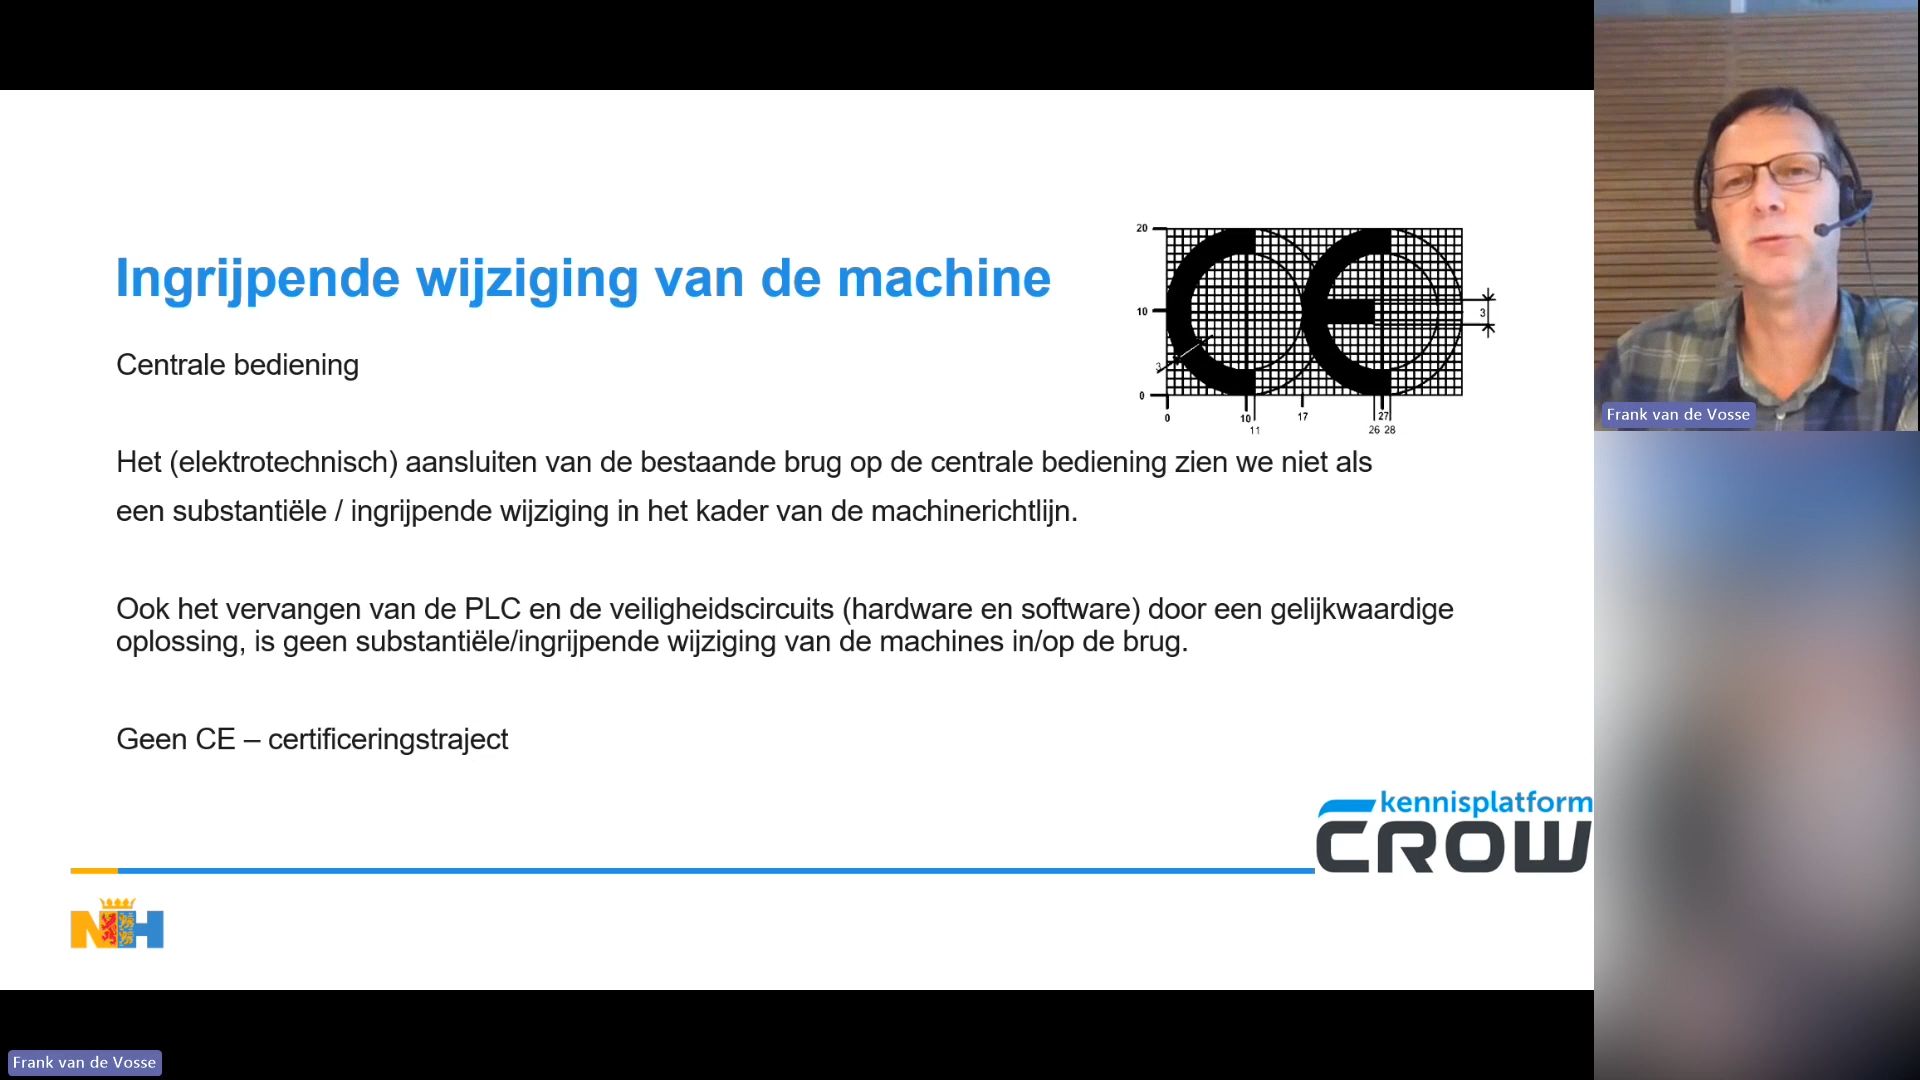 Ingrijpende wijziging van de machine
Centrale bediening
Het (elektrotechnisch) aansluiten van de bestaande brug op de centrale bediening zien we niet als
een substantiële / ingrijpende wijziging in het kader van de machinerichtlijn.
Ook het vervangen van de PLC en de veiligheidscircuits (hardware en software) door een gelijkwaardige
oplossing, is geen substantiële/ingrijpende wijziging van de machines in/op de brug.
Geen CE – certificeringstraject
20
10
0
3
3
0
10
11
17
26
27
28
CE
kennisplatform
CROW
NH
Frank van de Vosse
Frank van de Vosse